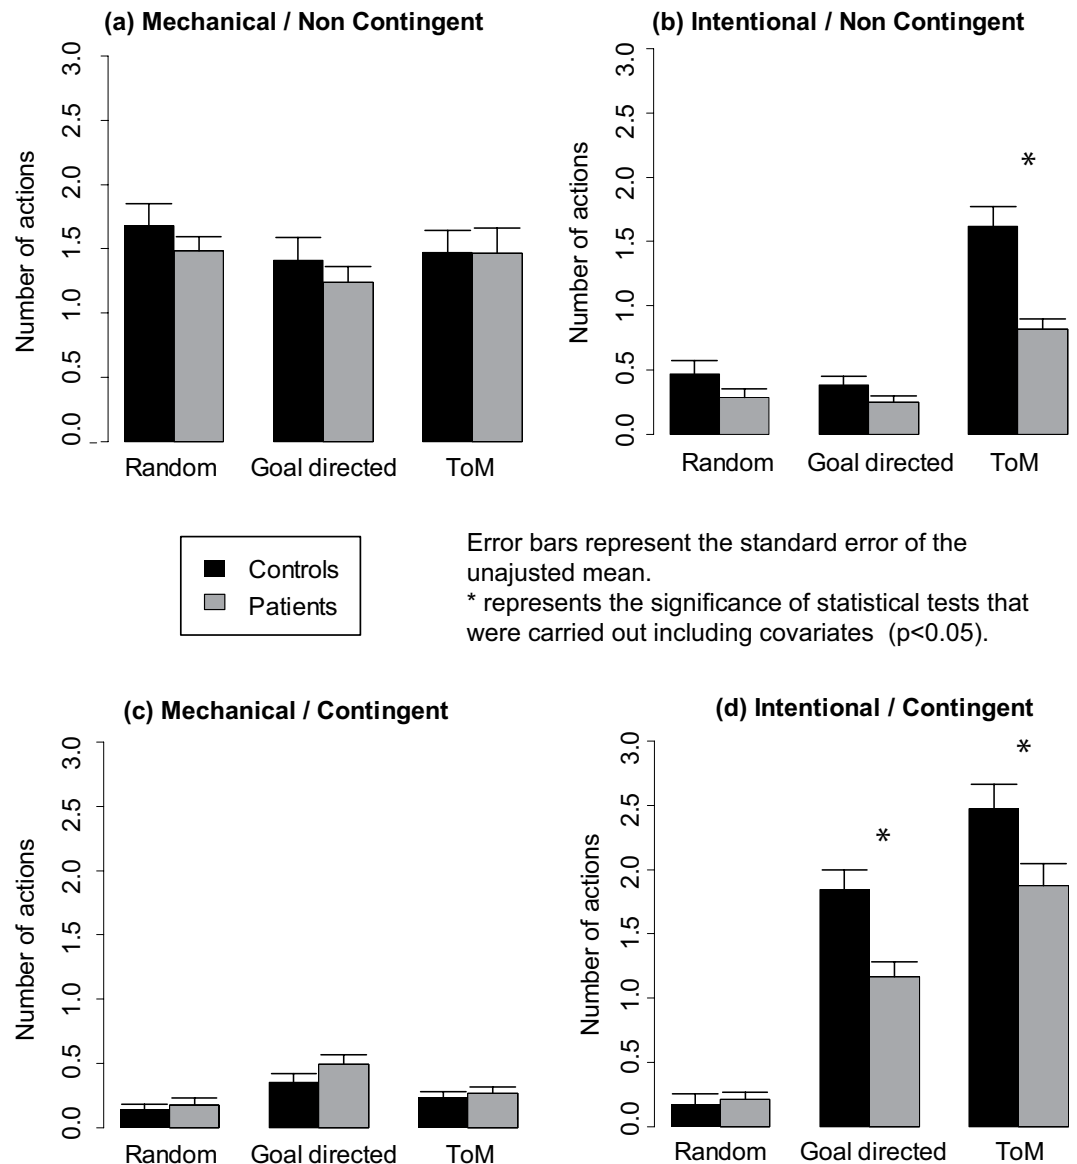 (a) Mechanical / Non Contingent
Number of actions
3.0
2.5
2.0
1.5
1.0
0.5
0.0
Random Goal directed ToM
(b) Intentional / Non Contingent
Number of actions
3.0
2.5
2.0
1.5
1.0
0.5
0.0
*
Random Goal directed ToM
Controls
Patients
Error bars represent the standard error of the
unajusted mean.
* represents the significance of statistical tests that
were carried out including covariates (p<0.05).
(c) Mechanical / Contingent
Number of actions
3.0
2.5
2.0
1.5
1.0
0.5
0.0
Random Goal directed ToM
(d) Intentional / Contingent
Number of actions
3.0
2.5
2.0
1.5
1.0
0.5
0.0
*
*
Random Goal directed ToM